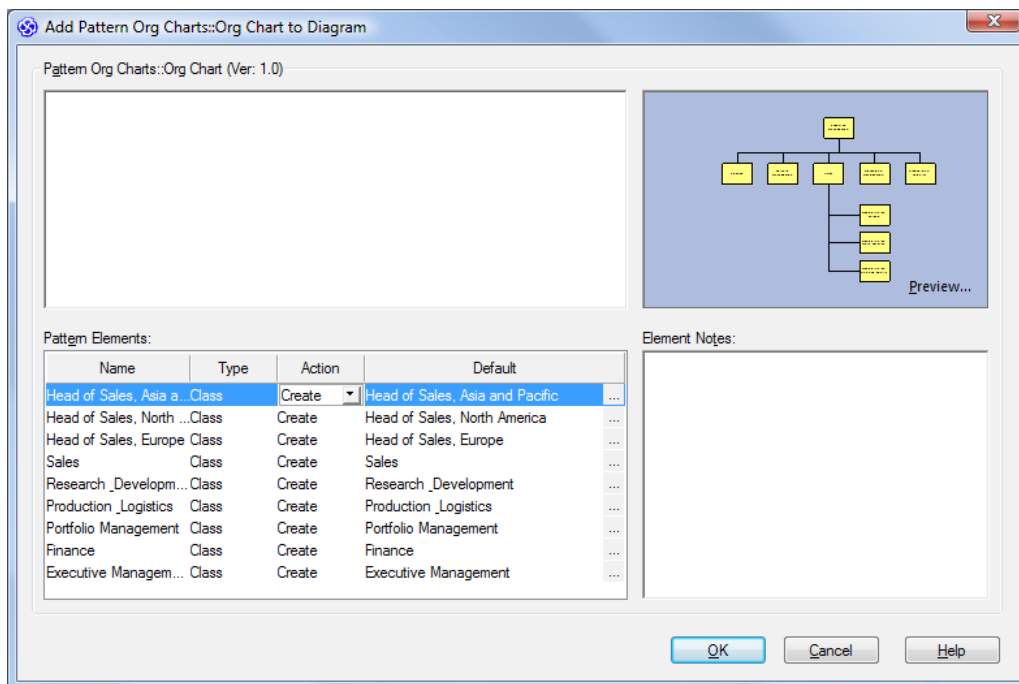 Add Pattern Org Charts::Org Chart to Diagram
Pattern Org Charts::Org Chart (Ver: 1.0)
Preview...
Pattern Elements:
Element Notes:
Name Type Action Default
Head of Sales, Asia a... Class Create Head of Sales, Asia and Pacific ...
Head of Sales, North ... Class Create Head of Sales, North America ...
Head of Sales, Europe Class Create Head of Sales, Europe ...
Sales Class Create Sales ...
Research _Developm... Class Create Research _Development ...
Production _Logistics Class Create Production _Logistics ...
Portfolio Management Class Create Portfolio Management ...
Finance Class Create Finance ...
Executive Managem... Class Create Executive Management ...
OK Cancel Help